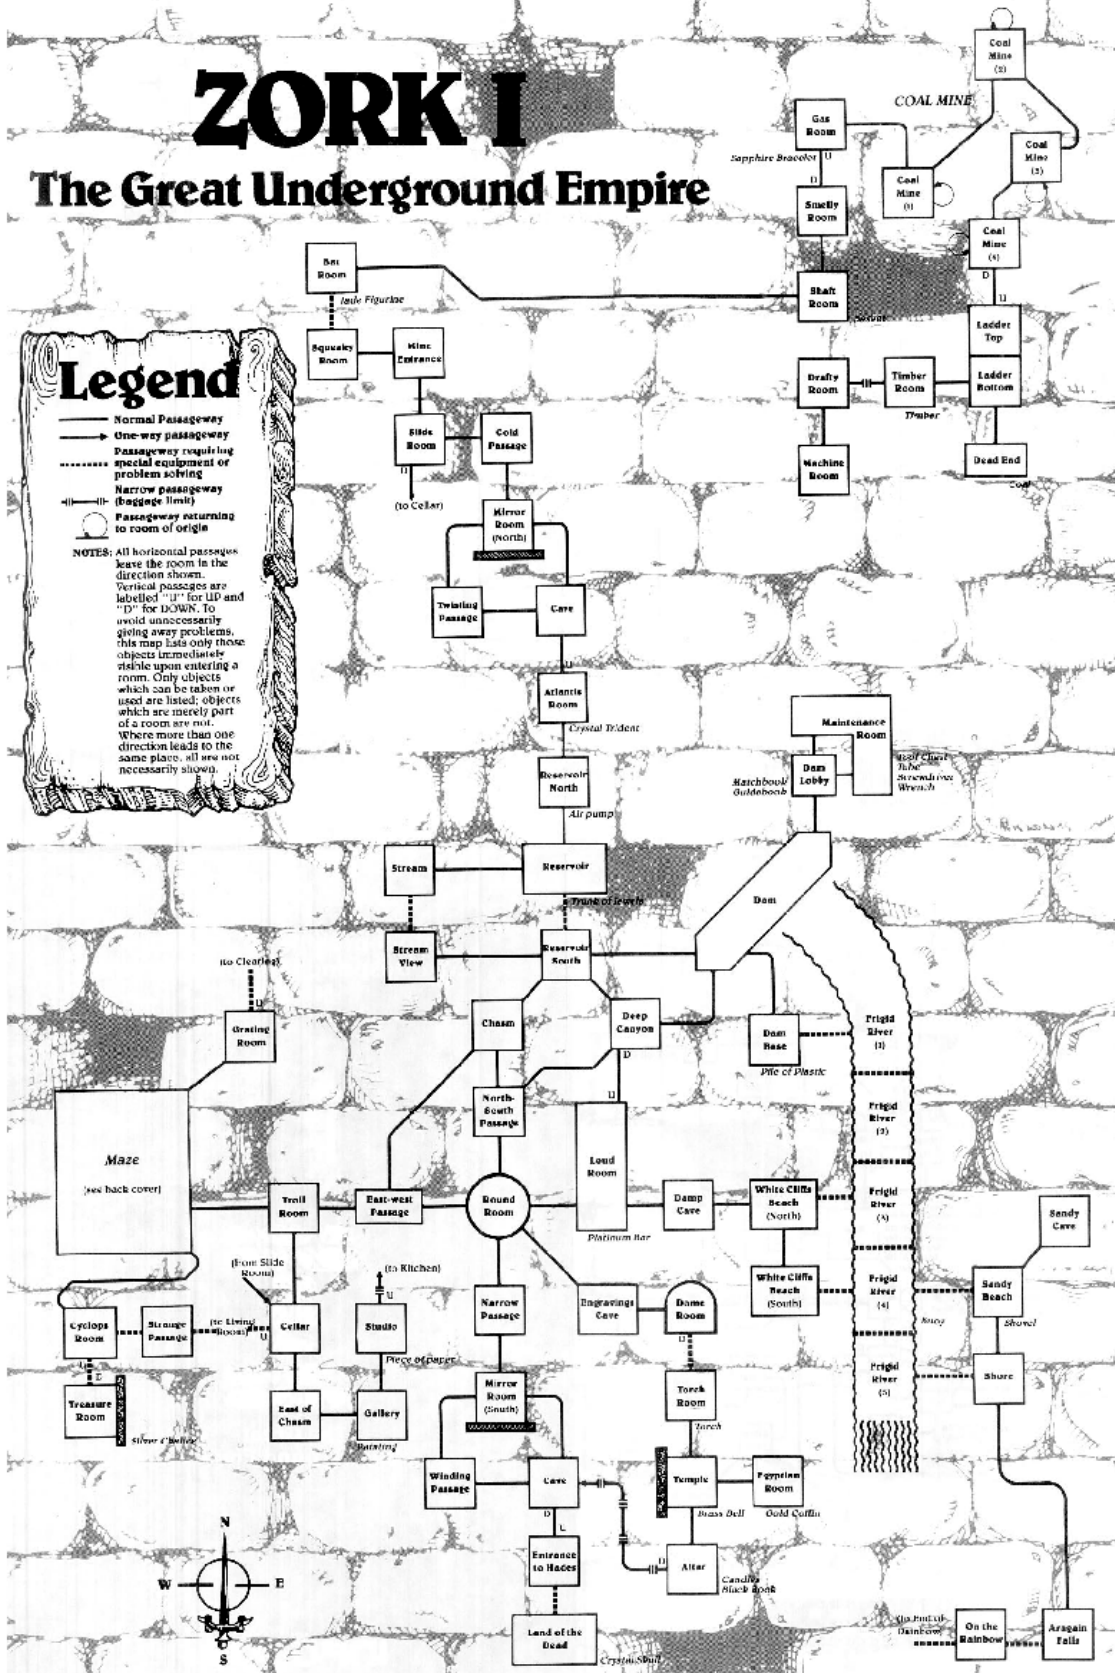 ZORK I
The Great Underground Empire
COAL MINE
Coal
Mine
(2)
Gas
Room
Sapphire Bracelet
U
D
Coal
Mine
(3)
Coal
Mine
(1)
Smelly
Room
Coal
Mine
(4)
D
U
Bat
Room
Jade Figurine
Shaft
Room
Ladder
Top
Squeaky
Room
Mine
Entrance
Drafty
Room
Timber
Room
Timber
Ladder
Bottom
Slide
Room
D
(to Cellar)
Cold
Passage
Machine
Room
Dead End
Coal
Legend
Normal Passageway
One-way passageway
Passageway requiring
special equipment or
problem solving
Narrow passageway
(baggage limit)
Passageway returning
to room of origin
NOTES: All horizontal passages
leave the room in the
direction shown.
Vertical passages are
labelled "U" for UP and
"D" for DOWN. To
avoid unnecessarily
giving away problems,
this map lists only those
objects immediately
visible upon entering a
room. Only objects
which can be taken or
used are listed; objects
which are merely part
of a room are not.
Where more than one
direction leads to the
same place, all are not
necessarily shown.
Mirror
Room
(North)
Twisting
Passage
Cave
U
Atlantis
Room
Crystal Trident
Reservoir
North
Air pump
Maintenance
Room
Dam
Lobby
Matchbook
Guidebook
Tool Chest
Tube
Screwdriver
Wrench
Stream
Reservoir
Trunk of Jewels
Dam
Stream
View
Reservoir
South
(to Clearing)
U
Grating
Room
Chasm
Deep
Canyon
D
U
Dam
Base
Pile of Plastic
Frigid
River
(1)
North-
South
Passage
Frigid
River
(2)
Maze
(see back cover)
Loud
Room
Platinum Bar
Troll
Room
East-west
Passage
Round
Room
Damp
Cave
White Cliffs
Beach
(North)
Frigid
River
(3)
Sandy
Cave
(from Slide
Room)
(to Kitchen)
U
White Cliffs
Beach
(South)
Frigid
River
(4)
Buoy
Sandy
Beach
Shovel
Cyclops
Room
Strange
Passage
(to Living
Room)
U
Cellar
Studio
Piece of paper
Narrow
Passage
Engravings
Cave
Dome
Room
D
Frigid
River
(5)
Shore
U
D
Treasure
Room
Silver Chalice
East of
Chasm
Gallery
Painting
Mirror
Room
(South)
Torch
Room
Torch
Winding
Passage
Cave
D
U
Temple
Brass Bell
Egyptian
Room
Gold Coffin
Entrance
to Hades
D
Altar
Candles
Black Book
N
W
E
S
Land of the
Dead
Crystal Skull
(to End of
Rainbow)
On the
Rainbow
Aragain
Falls